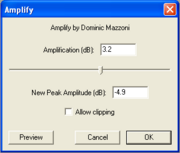 Amplify
Amplify by Dominic Mazzoni
Amplification (dB): 3.2
New Peak Amplitude (dB): -4.9
Allow clipping
Preview Cancel OK